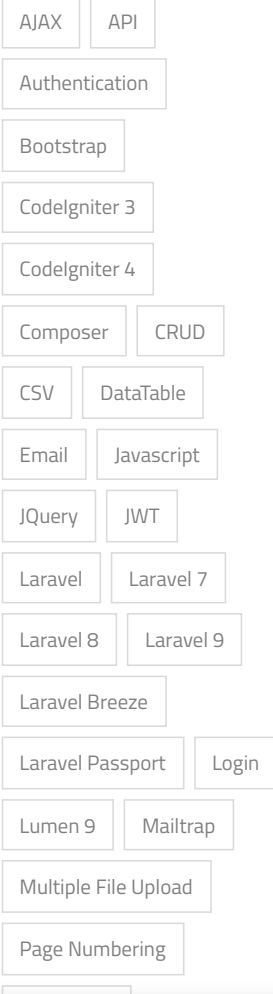 AJAX API
Authentication
Bootstrap
CodeIgniter 3
CodeIgniter 4
Composer CRUD
CSV DataTable
Email Javascript
JQuery JWT
Laravel Laravel 7
Laravel 8 Laravel 9
Laravel Breeze
Laravel Passport Login
Lumen 9 Mailtrap
Multiple File Upload
Page Numbering